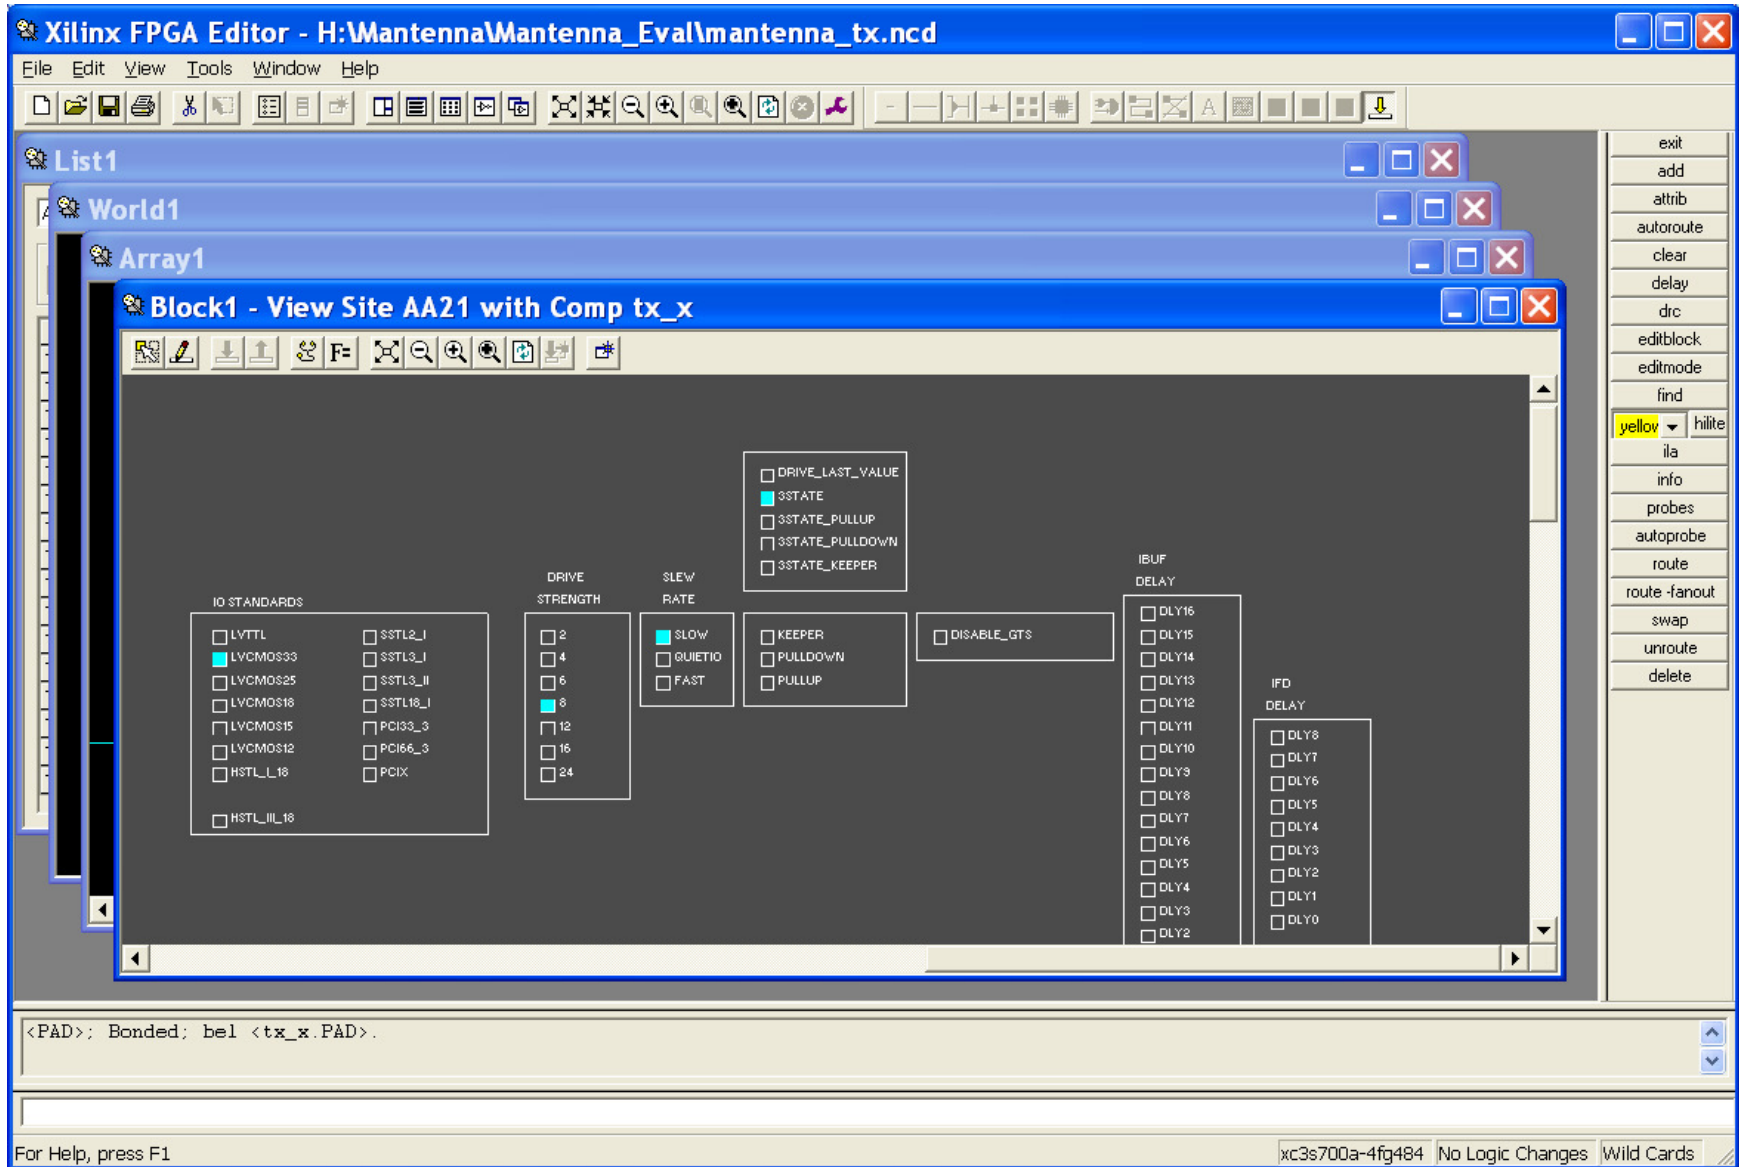 Xilinx FPGA Editor - H:\Mantenna\Mantenna_Eval\mantenna_tx.ncd
File Edit View Tools Window Help
List1
World1
Array1
Block1 - View Site AA21 with Comp tx_x
F=
DRIVE_LAST_VALUE
3STATE
3STATE_PULLUP
3STATE_PULLDOWN
3STATE_KEEPER
IO STANDARDS
LVTTL
LVCMOS33
LVCMOS25
LVCMOS18
LVCMOS15
LVCMOS12
HSTL_I_18
HSTL_III_18
SSTL2_I
SSTL3_I
SSTL3_II
SSTL18_I
PCI33_3
PCI66_3
PCIX
DRIVE
STRENGTH
2
4
6
8
12
16
24
SLEW
RATE
SLOW
QUIETIO
FAST
KEEPER
PULLDOWN
PULLUP
DISABLE_GTS
IBUF
DELAY
DLY16
DLY15
DLY14
DLY13
DLY12
DLY11
DLY10
DLY9
DLY8
DLY7
DLY6
DLY5
DLY4
DLY3
DLY2
IFD
DELAY
DLY8
DLY7
DLY6
DLY5
DLY4
DLY3
DLY2
DLY1
DLY0
exit
add
attrib
autoroute
clear
delay
drc
editblock
editmode
find
yellov hilite
ila
info
probes
autoprobe
route
route -fanout
swap
unroute
delete
<PAD>; Bonded; bel <tx_x.PAD>.
For Help, press F1
xc3s700a-4fg484 No Logic Changes Wild Cards